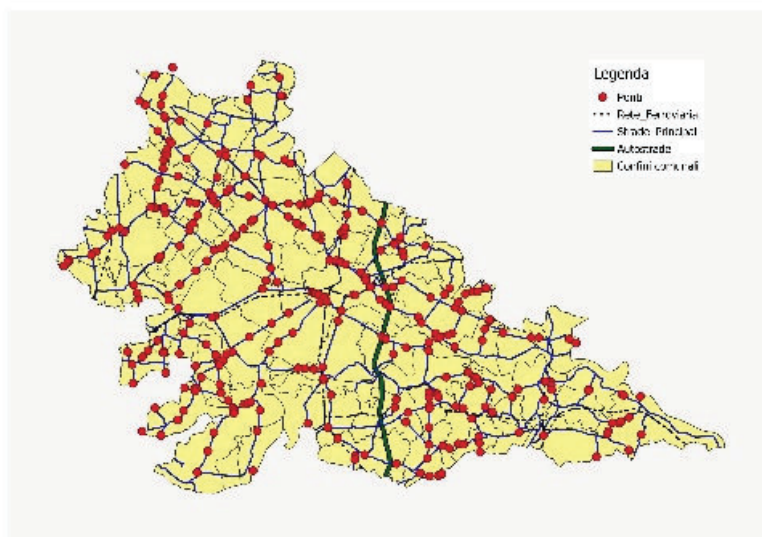 Legenda
Ponti
Rete_Ferroviaria
Strade_Principali
Autostrade
Confini comunali